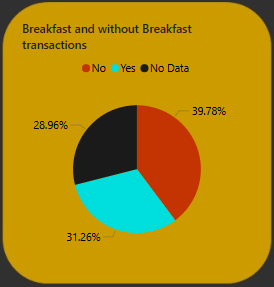 Breakfast and without Breakfast
transactions
No Yes No Data
39.78%
28.96%
31.26%